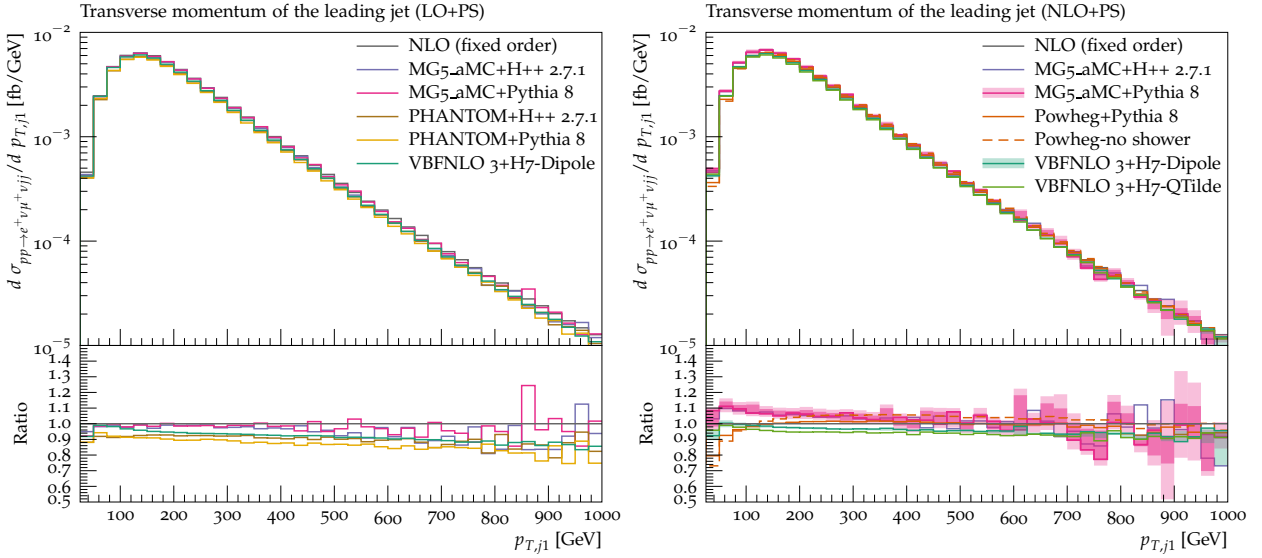 Transverse momentum of the leading jet (LO+PS)
NLO (fixed order)
MG5_aMC+H++ 2.7.1
MG5_aMC+Pythia 8
PHANTOM+H++ 2.7.1
PHANTOM+Pythia 8
VBFNLO 3+H7-Dipole
10⁻²
10⁻³
10⁻⁴
10⁻⁵
d σ_{pp→e⁺νμ⁺νjj}/d p_{T,j1} [fb/GeV]
1.4
1.3
1.2
1.1
1.0
0.9
0.8
0.7
0.6
0.5
Ratio
100 200 300 400 500 600 700 800 900 1000
p_{T,j1} [GeV]
Transverse momentum of the leading jet (NLO+PS)
NLO (fixed order)
MG5_aMC+H++ 2.7.1
MG5_aMC+Pythia 8
Powheg+Pythia 8
Powheg-no shower
VBFNLO 3+H7-Dipole
VBFNLO 3+H7-QTilde
10⁻²
10⁻³
10⁻⁴
10⁻⁵
d σ_{pp→e⁺νμ⁺νjj}/d p_{T,j1} [fb/GeV]
1.4
1.3
1.2
1.1
1.0
0.9
0.8
0.7
0.6
0.5
Ratio
100 200 300 400 500 600 700 800 900 1000
p_{T,j1} [GeV]